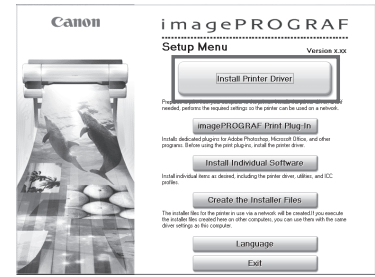 Canon
imagePROGRAF
Setup Menu
Version x.xx
Install Printer Driver
needed, performs the required settings so the printer can be used on a network.
imagePROGRAF Print Plug-In
Installs dedicated plug-ins for Adobe Photoshop, Microsoft Office, and other
programs. Before using the print plug-ins, install the printer driver.
Install Individual Software
Install individual items as desired, including the printer driver, utilities, and ICC
profiles.
Create the Installer Files
The installer files for the printer in use via a network will be created.If you execute
the installer files created here on other computers, you can use them with the same
driver settings as this computer.
Language
Exit